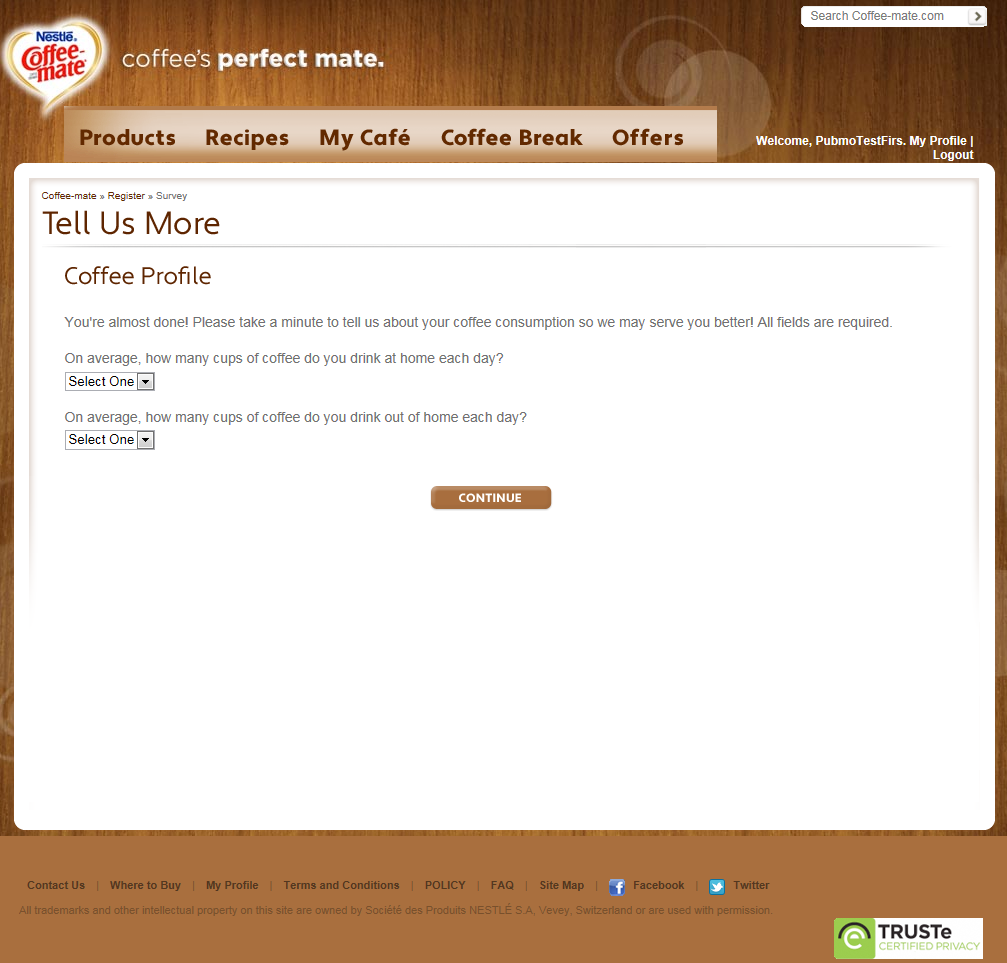 Search Coffee-mate.com
Nestlé®
Coffee-
mate®
coffee's perfect mate.
Products Recipes My Café Coffee Break Offers
Welcome, PubmoTestFirs. My Profile |
Logout
Coffee-mate » Register » Survey
Tell Us More
Coffee Profile
You're almost done! Please take a minute to tell us about your coffee consumption so we may serve you better! All fields are required.
On average, how many cups of coffee do you drink at home each day?
Select One
On average, how many cups of coffee do you drink out of home each day?
Select One
CONTINUE
Contact Us | Where to Buy | My Profile | Terms and Conditions | POLICY | FAQ | Site Map | Facebook | Twitter
All trademarks and other intellectual property on this site are owned by Société des Produits NESTLÉ S.A, Vevey, Switzerland or are used with permission.
TRUSTe
CERTIFIED PRIVACY